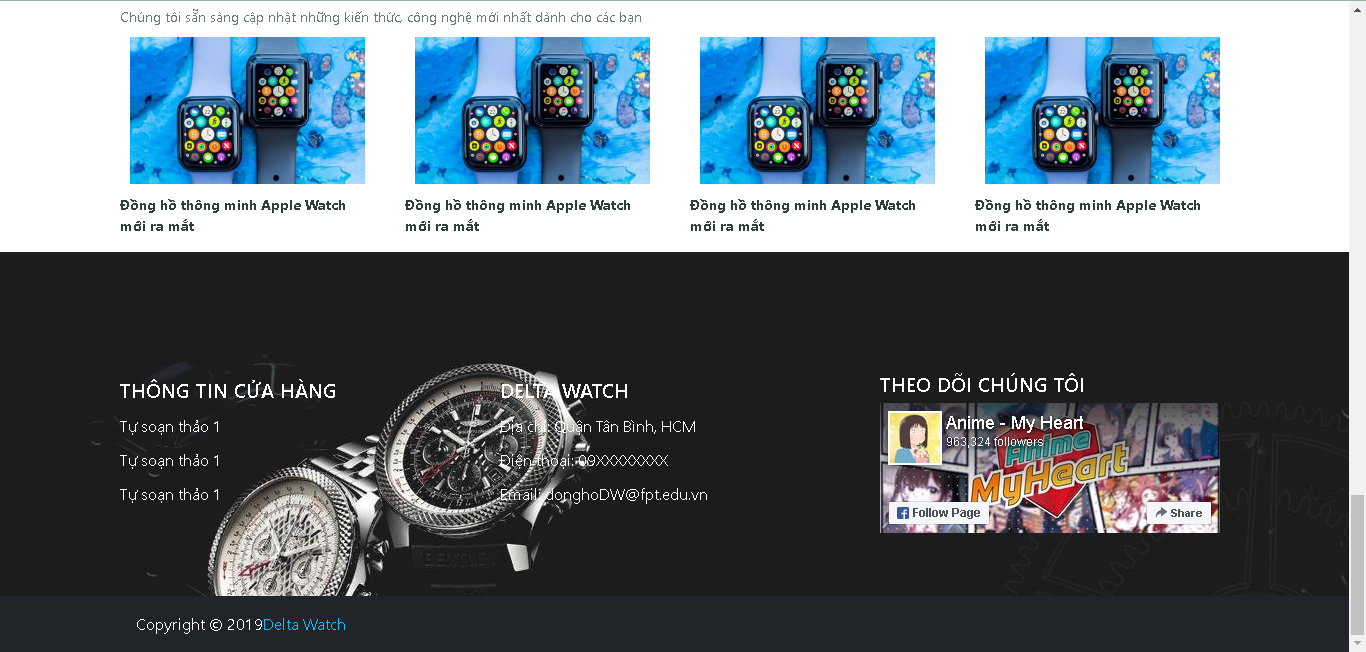 Chúng tôi sẵn sàng cập nhật những kiến thức, công nghệ mới nhất dành cho các bạn
Đồng hồ thông minh Apple Watch
mới ra mắt
Đồng hồ thông minh Apple Watch
mới ra mắt
Đồng hồ thông minh Apple Watch
mới ra mắt
Đồng hồ thông minh Apple Watch
mới ra mắt
THÔNG TIN CỬA HÀNG
Tự soạn thảo 1
Tự soạn thảo 1
Tự soạn thảo 1
DELTA WATCH
Địa chỉ: Quận Tân Bình, HCM
Điện thoại: 09XXXXXXXX
Email: donghoDW@fpt.edu.vn
THEO DÕI CHÚNG TÔI
Anime - My Heart
963,324 followers
Anime
MyHeart
Follow Page
Share
BENTLEY
Copyright © 2019Delta Watch